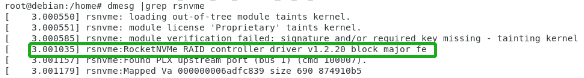 root@debian:/home# dmesg |grep rsnvme
[    3.000550] rsnvme: loading out-of-tree module taints kernel.
[    3.000551] rsnvme: module license 'Proprietary' taints kernel.
[    3.000585] rsnvme: module verification failed: signature and/or required key missing - tainting kernel
[    3.001035] rsnvme:RocketNVMe RAID controller driver v1.2.20 block major fe
[    3.001157] rsnvme:Found PLX upstream port (bus 1) (cmd 100007).
[    3.001179] rsnvme:Mapped Va 000000006adfc839 size 690 874910b5